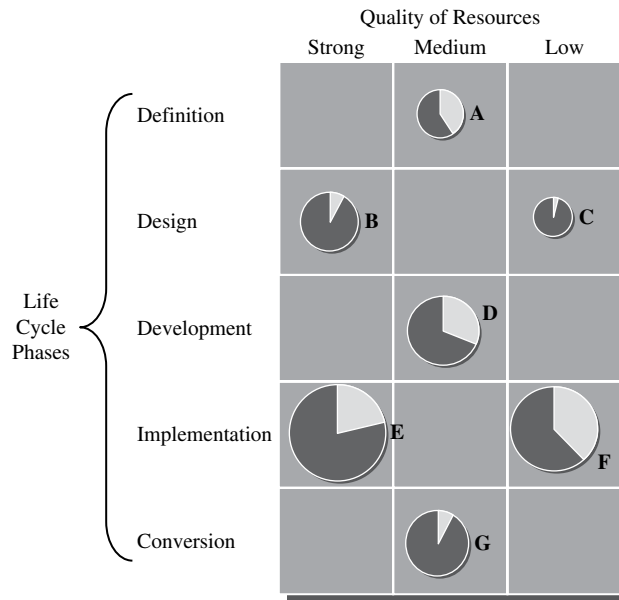 Quality of Resources
Strong Medium Low
Definition
A
Design
B
C
Life
Cycle
Phases
Development
D
Implementation
E
F
Conversion
G